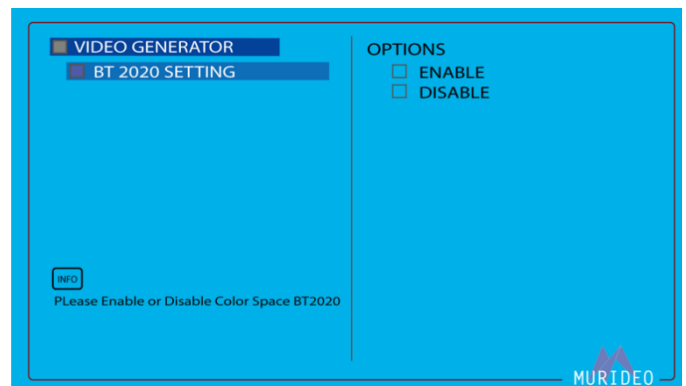 VIDEO GENERATOR
BT 2020 SETTING
INFO
PLease Enable or Disable Color Space BT2020
OPTIONS
ENABLE
DISABLE
MURIDEO